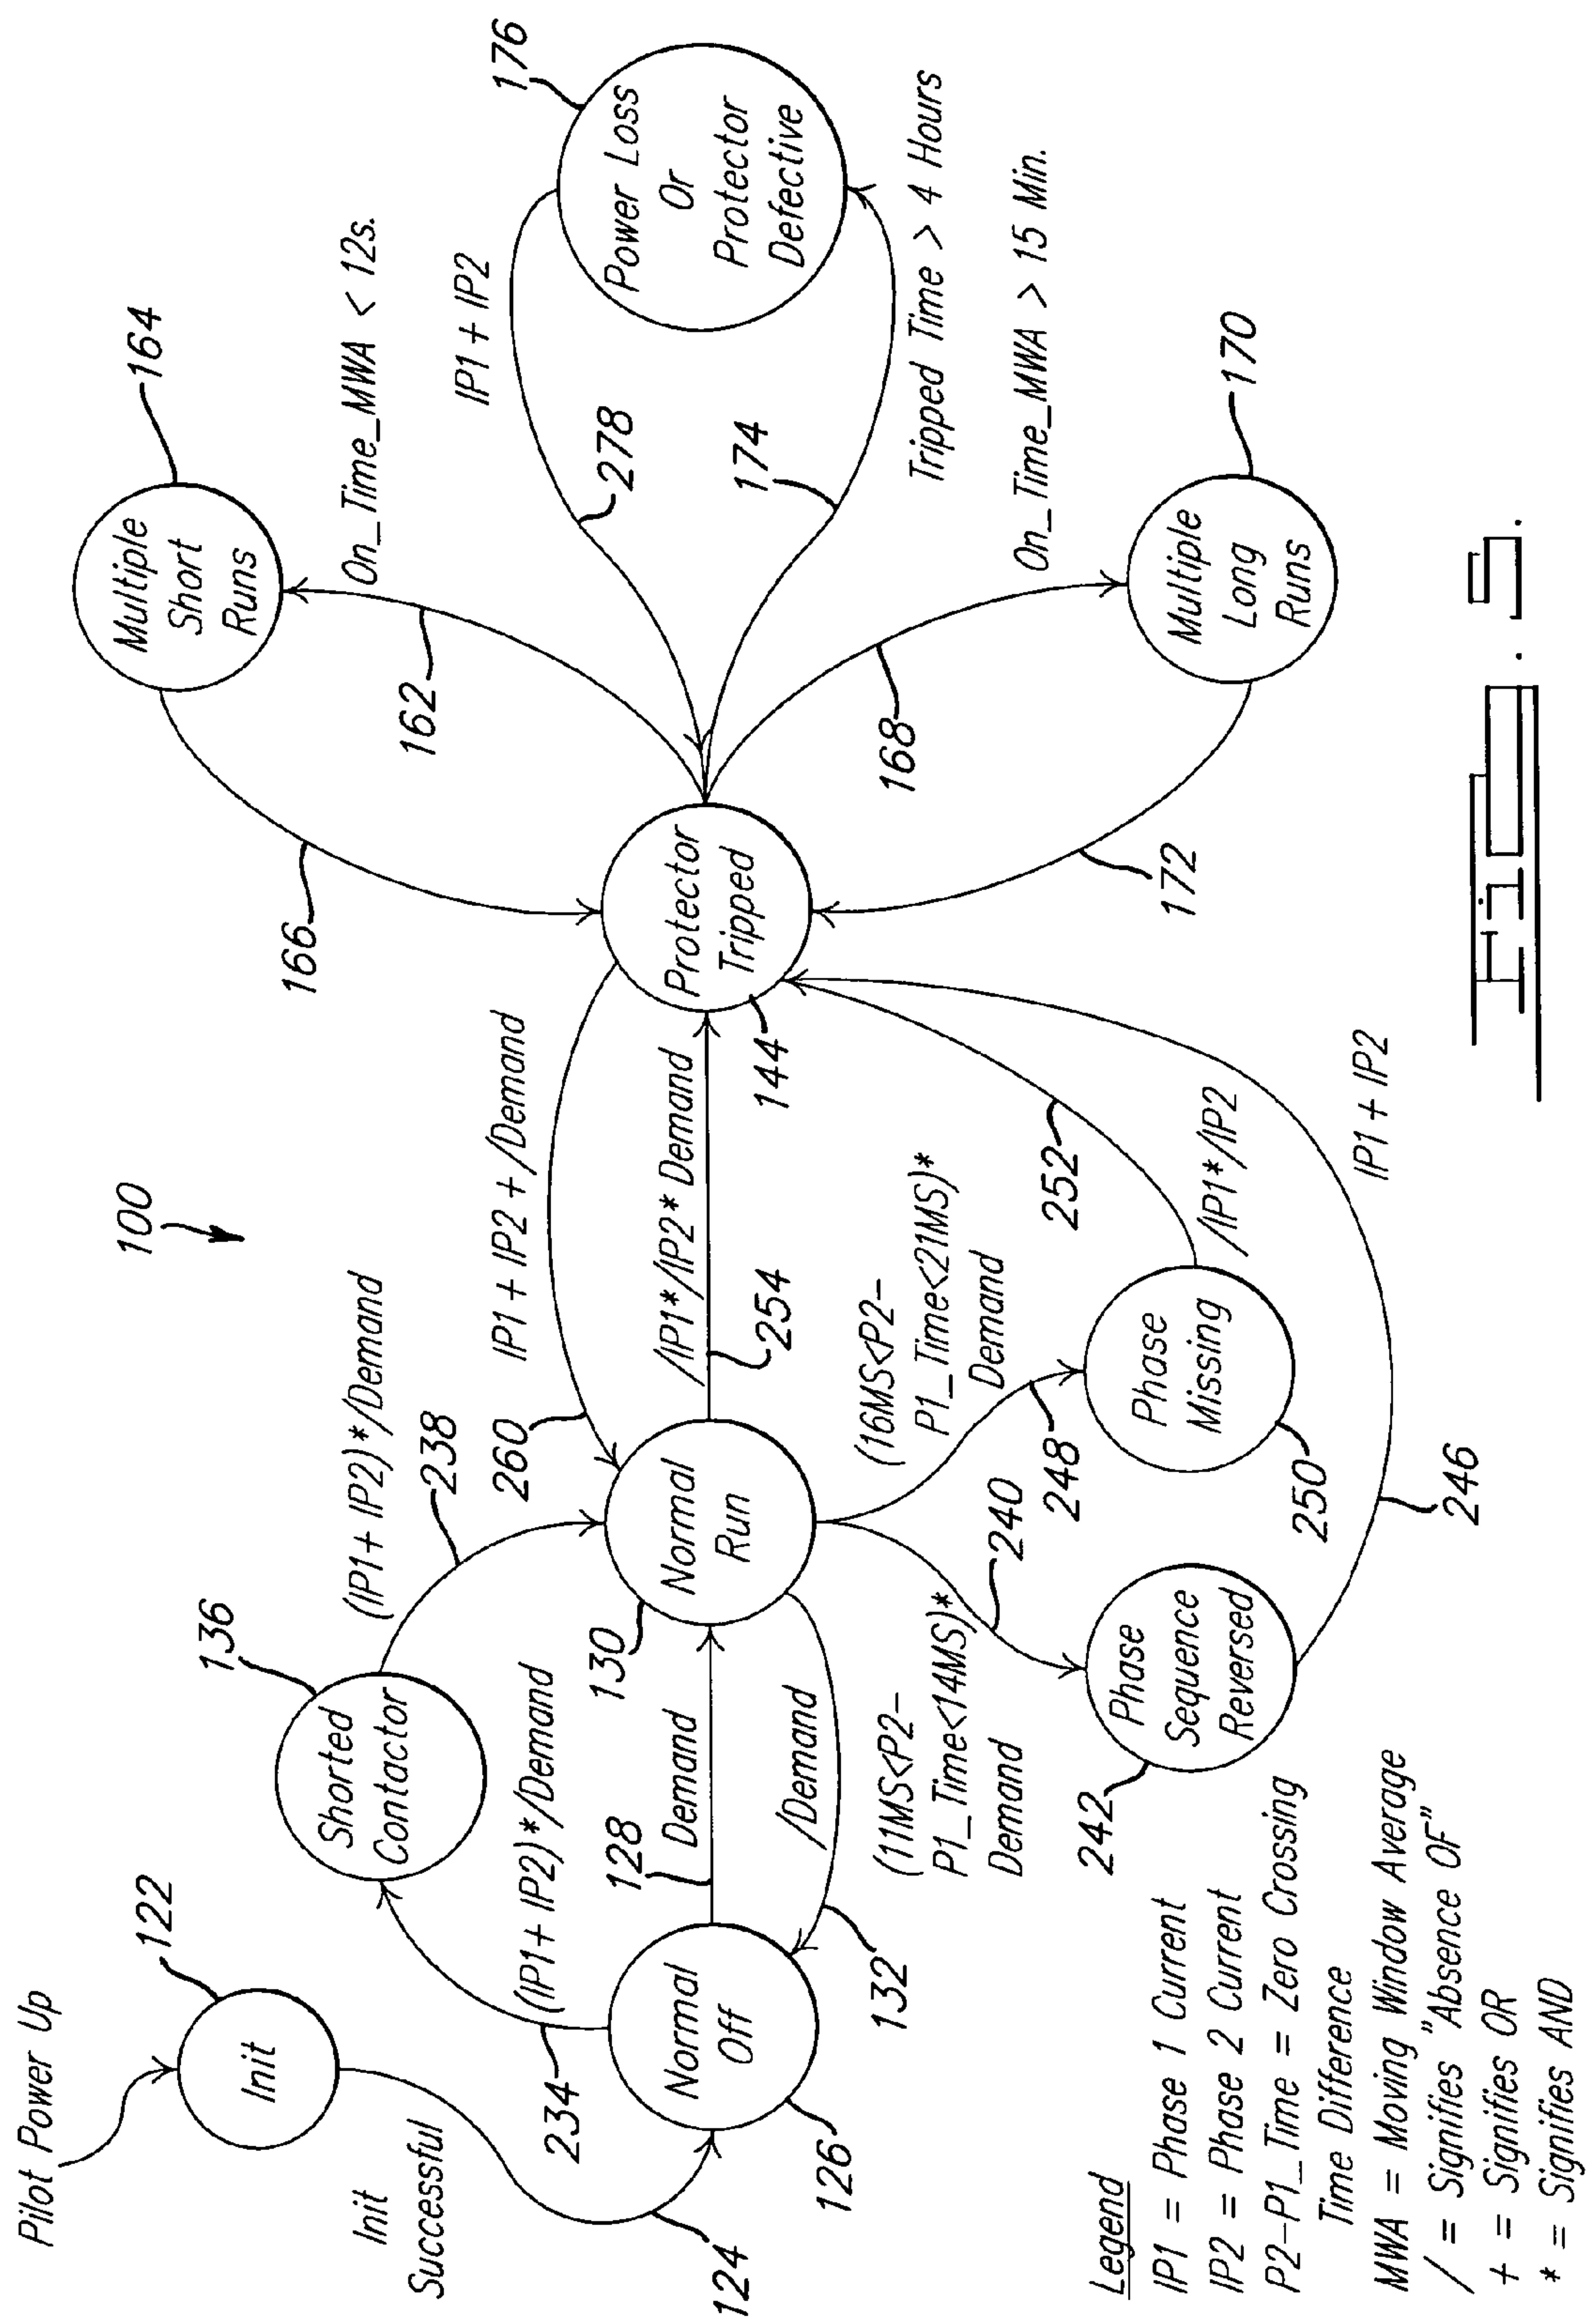 Pilot Power Up
122
Init
Init
Successful
124
100
136
Shorted
Contactor
(IP1+ IP2)*/Demand
238
(IP1+ IP2)*/Demand
234
Normal
Off
126
128
Demand
/Demand
132
130
Normal
Run
260
IP1 + IP2 + /Demand
/IP1*/IP2* Demand
254
Protector
Tripped
144
166
162
164
Multiple
Short
Runs
On_Time_MWA < 12s.
IP1 + IP2
278
174
176
Power Loss
Or
Protector
Defective
Tripped Time > 4 Hours
On_Time_MWA > 15 Min.
168
172
170
Multiple
Long
Runs
(11MS<P2-
P1_Time<14MS)*
Demand
240
242
Phase
Sequence
Reversed
(16MS<P2-
P1_Time<21MS)*
Demand
248
250
Phase
Missing
252
/IP1*/IP2
246
IP1 + IP2
Legend
IP1 = Phase 1 Current
IP2 = Phase 2 Current
P2-P1_Time = Zero Crossing
Time Difference
MWA = Moving Window Average
/ = Signifies "Absence OF"
+ = Signifies OR
* = Signifies AND
FIG. 5.